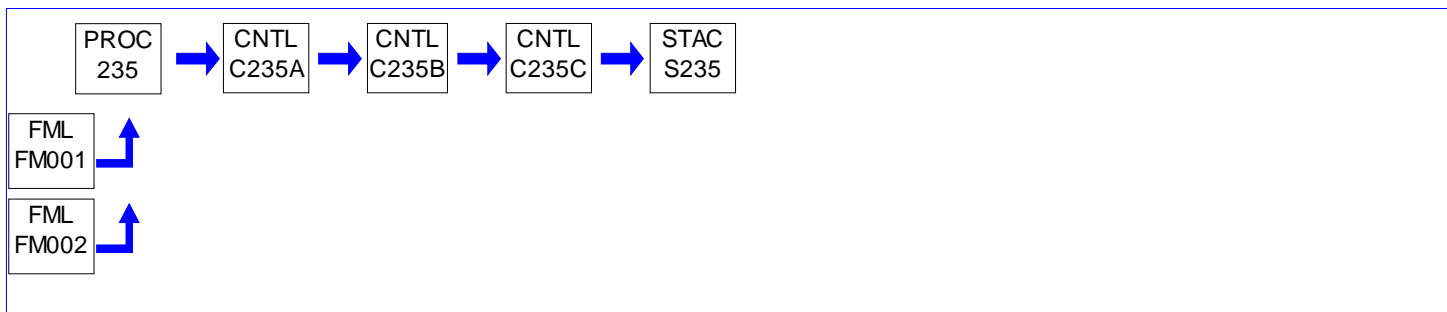 PROC
235
CNTL
C235A
CNTL
C235B
CNTL
C235C
STAC
S235
FML
FM001
FML
FM002